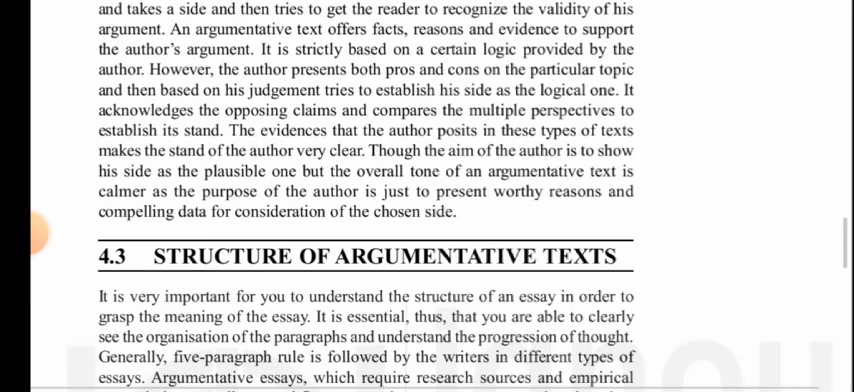 and takes a side and then tries to get the reader to recognize the validity of his
argument. An argumentative text offers facts, reasons and evidence to support
the author's argument. It is strictly based on a certain logic provided by the
author. However, the author presents both pros and cons on the particular topic
and then based on his judgement tries to establish his side as the logical one. It
acknowledges the opposing claims and compares the multiple perspectives to
establish its stand. The evidences that the author posits in these types of texts
makes the stand of the author very clear. Though the aim of the author is to show
his side as the plausible one but the overall tone of an argumentative text is
calmer as the purpose of the author is just to present worthy reasons and
compelling data for consideration of the chosen side.
4.3 STRUCTURE OF ARGUMENTATIVE TEXTS
It is very important for you to understand the structure of an essay in order to
grasp the meaning of the essay. It is essential, thus, that you are able to clearly
see the organisation of the paragraphs and understand the progression of thought.
Generally, five-paragraph rule is followed by the writers in different types of
essays. Argumentative essays, which require research sources and empirical